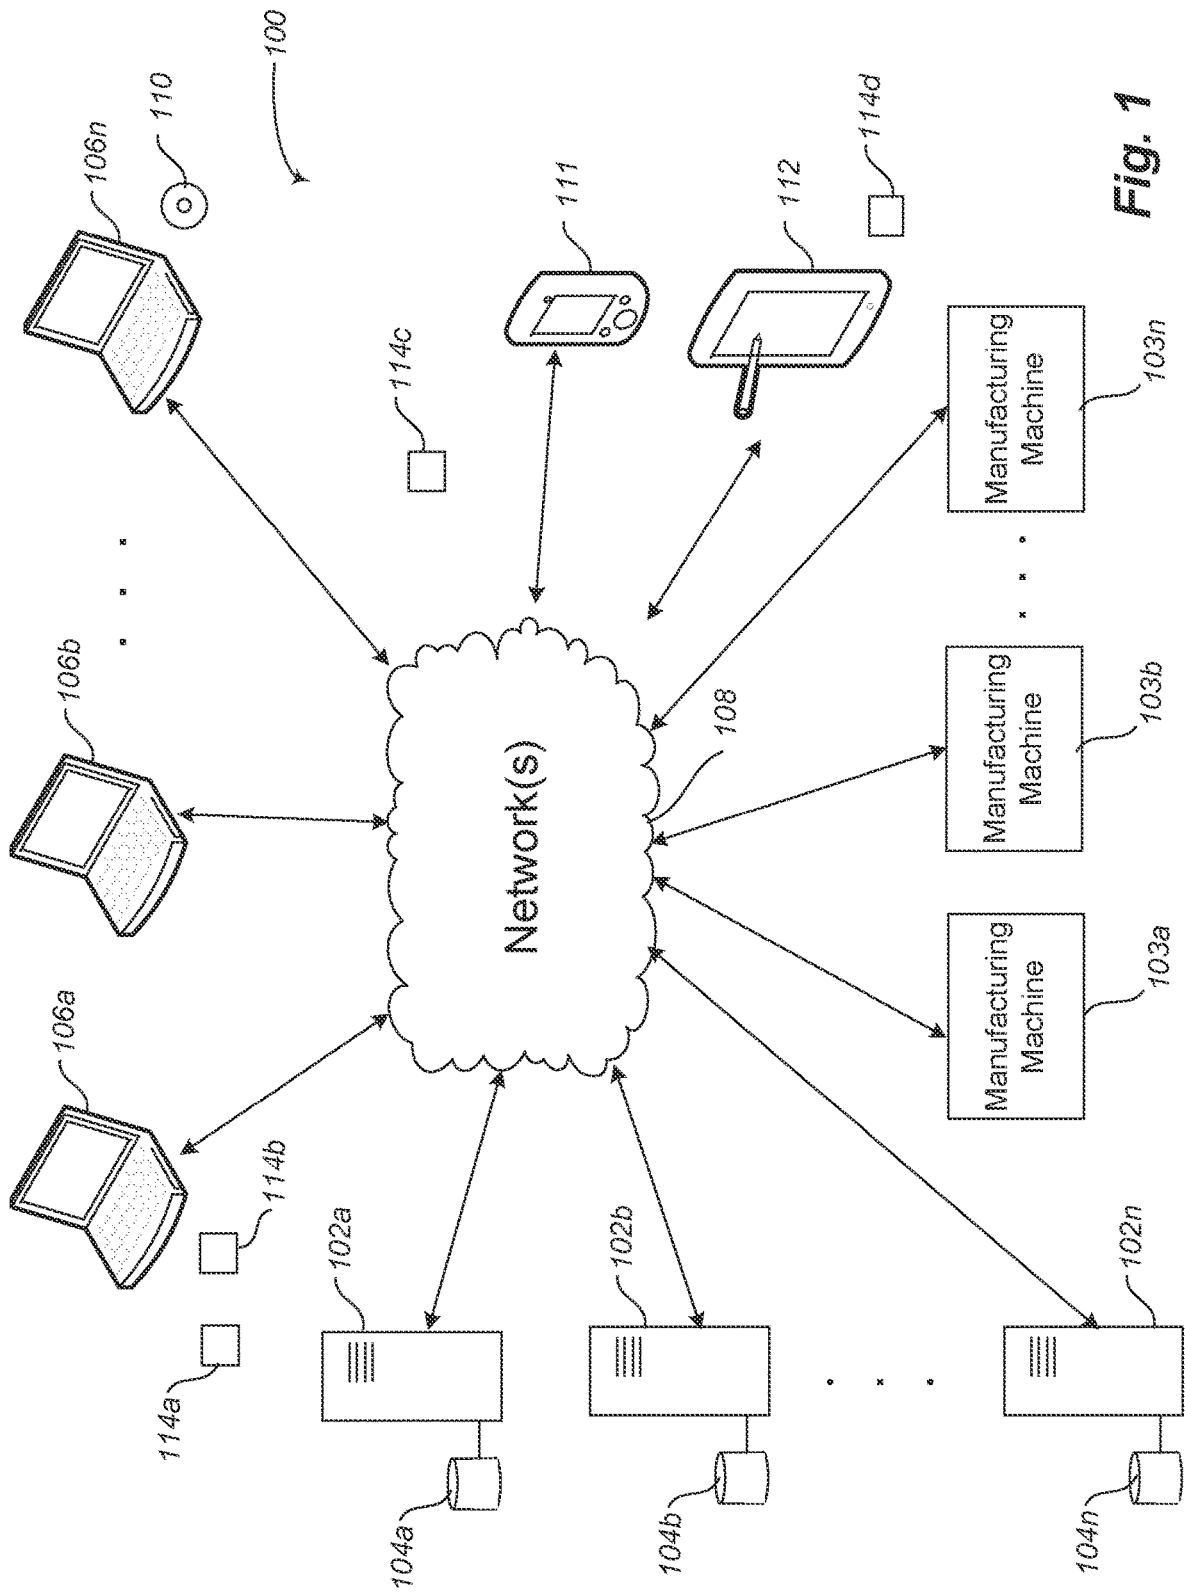 106a
106b
106n
110
114a
114b
100
102a
104a
114c
Network(s)
111
102b
104b
108
112
114d
Manufacturing
Machine
Manufacturing
Machine
Manufacturing
Machine
104n
102n
103a
103b
103n
Fig. 1